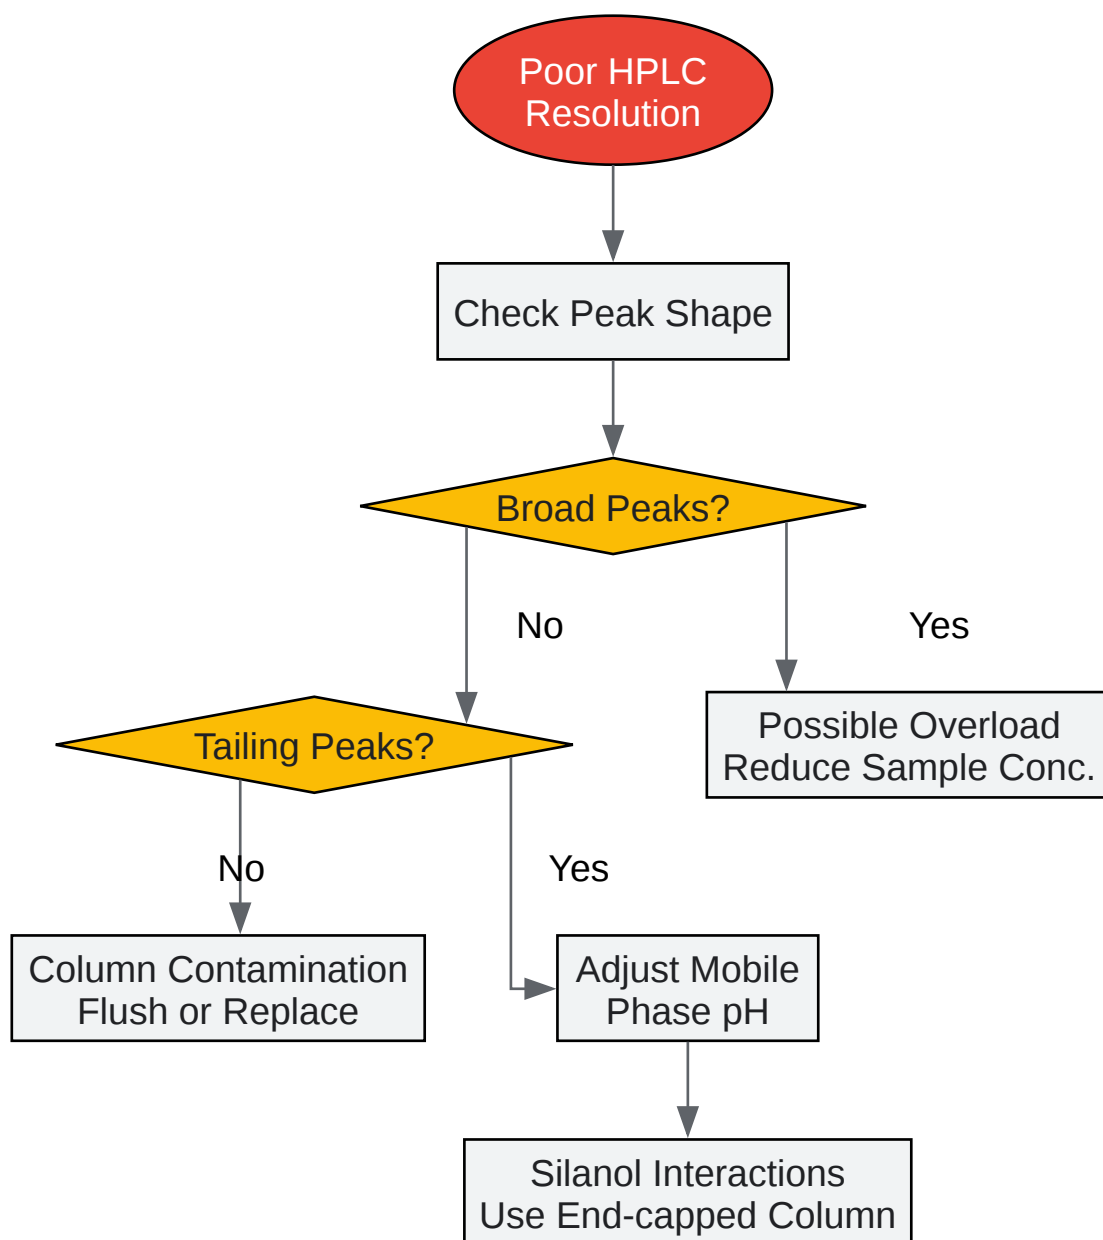 Poor HPLC
Resolution
Check Peak Shape
Broad Peaks?
No
Yes
Tailing Peaks?
Possible Overload
Reduce Sample Conc.
No
Yes
Column Contamination
Flush or Replace
Adjust Mobile
Phase pH
Silanol Interactions
Use End-capped Column